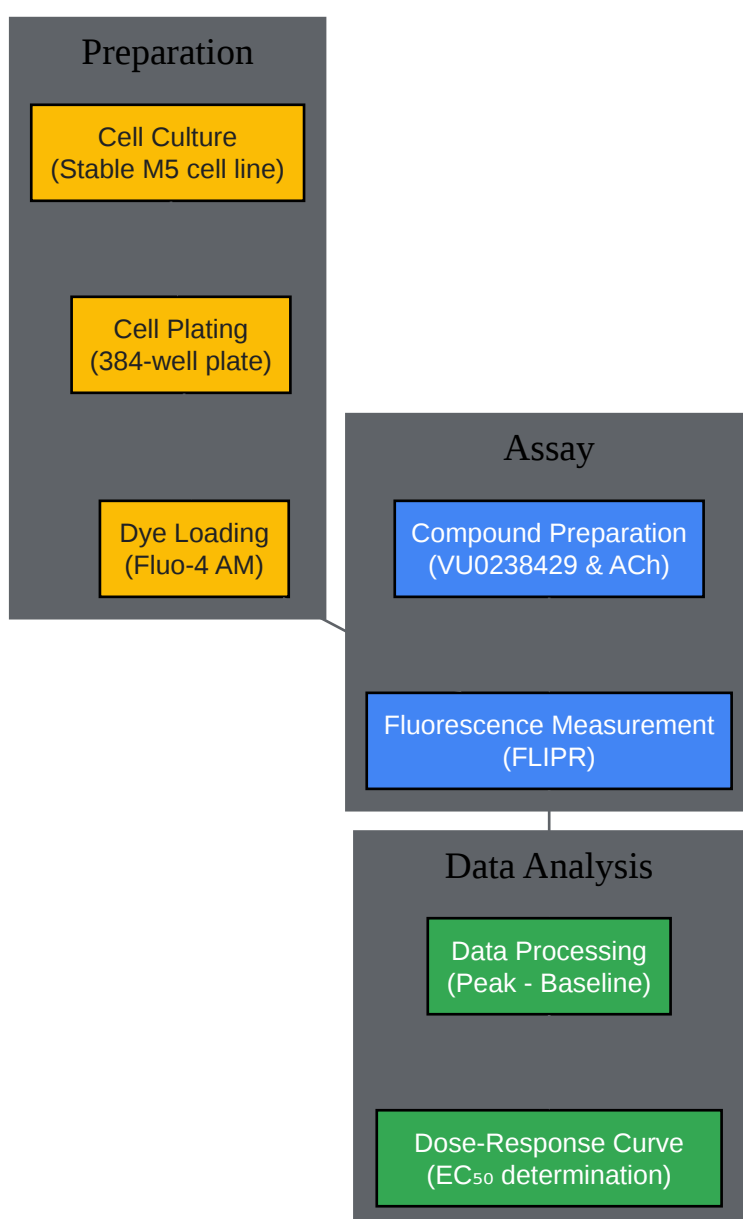 Preparation
Cell Culture
(Stable M5 cell line)
Cell Plating
(384-well plate)
Dye Loading
(Fluo-4 AM)
Assay
Compound Preparation
(VU0238429 & ACh)
Fluorescence Measurement
(FLIPR)
Data Analysis
Data Processing
(Peak - Baseline)
Dose-Response Curve
(EC₅₀ determination)